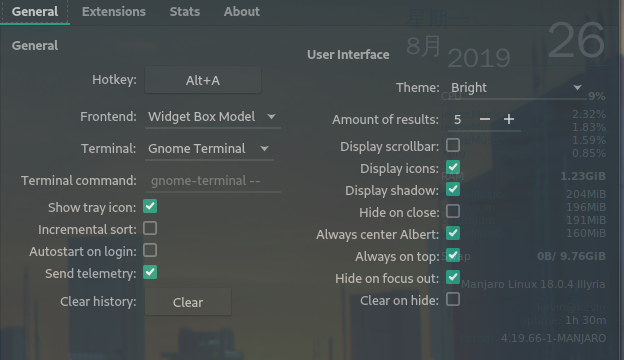 General Extensions Stats About
General
Hotkey: Alt+A
Frontend: Widget Box Model
Terminal: Gnome Terminal
Terminal command: gnome-terminal --
Show tray icon:
Incremental sort:
Autostart on login:
Send telemetry:
Clear history: Clear
User Interface
Theme: Bright
Amount of results: 5 − +
Display scrollbar:
Display icons:
Display shadow:
Hide on close:
Always center Albert:
Always on top:
Hide on focus out:
Clear on hide:
8月 2019 26
CPU 9%
2.32%
1.83%
1.59%
0.85%
RAM 1.23GiB
204MiB
196MiB
191MiB
160MiB
0B/ 9.76GiB
Manjaro Linux 18.0.4 Illyria
1h 30m
4.19.66-1-MANJARO